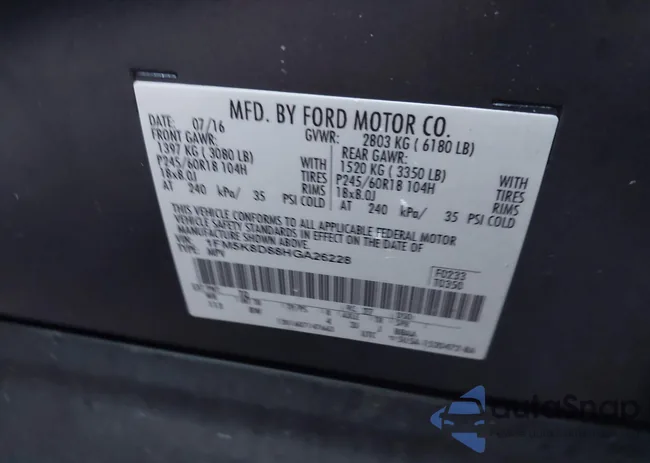 MFD. BY FORD MOTOR CO.
DATE: 07/16 GVWR: 2803 KG ( 6180 LB)
FRONT GAWR: REAR GAWR:
1397 KG ( 3080 LB) WITH 1520 KG ( 3350 LB) WITH
P245/60R18 104H TIRES P245/60R18 104H TIRES
18x8.0J RIMS 18x8.0J RIMS
AT 240 kPa/ 35 PSI COLD AT 240 kPa/ 35 PSI COLD
THIS VEHICLE CONFORMS TO ALL APPLICABLE FEDERAL MOTOR
VEHICLE SAFETY STANDARDS IN EFFECT ON THE DATE OF
MANUFACTURE SHOWN ABOVE.
VIN: 1FM5K8D88HGA26228
TYPE: MPV
F0233
T0350
autoSnap